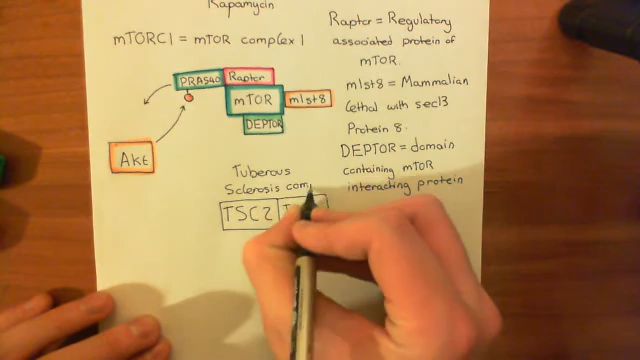 Rapamycin
mTORC1 = mTOR complex 1
PRAS40
Raptor
mTOR
mlst8
DEPTOR
Akt
Tuberous
Sclerosis com
TSC2
Raptor = Regulatory
associated protein of
mTOR.
mlst8 = Mammalian
lethal with sec13
Protein 8.
DEPTOR = domain
containing mTOR
interacting protein